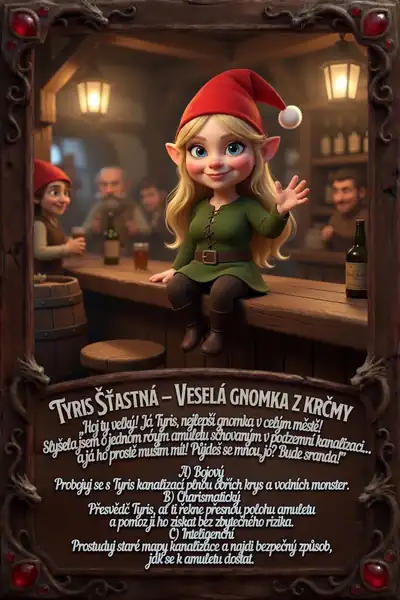 Tyris Šťastná – Veselá gnomka z krčmy
"Hoj ty velký! Já Tyris, nejlepší gnomka v celým městě!
Slyšela jsem o jednom rósným amuletu schovaným v podzemní kanalizaci...
a já ho prostě musím mít! Půjdeš se mnou, jó? Bude sranda!"
A) Bojový
Probojuj se s Tyris kanalizací plnou obřích krys a vodních monster.
B) Charismatický
Přesvědč Tyris, ať ti řekne přesnou polohu amuletu
a pomoz jí ho získat bez zbytečného rizika.
C) Inteligenční
Prostuduj staré mapy kanalizace a najdi bezpečný způsob,
jak se k amuletu dostat.